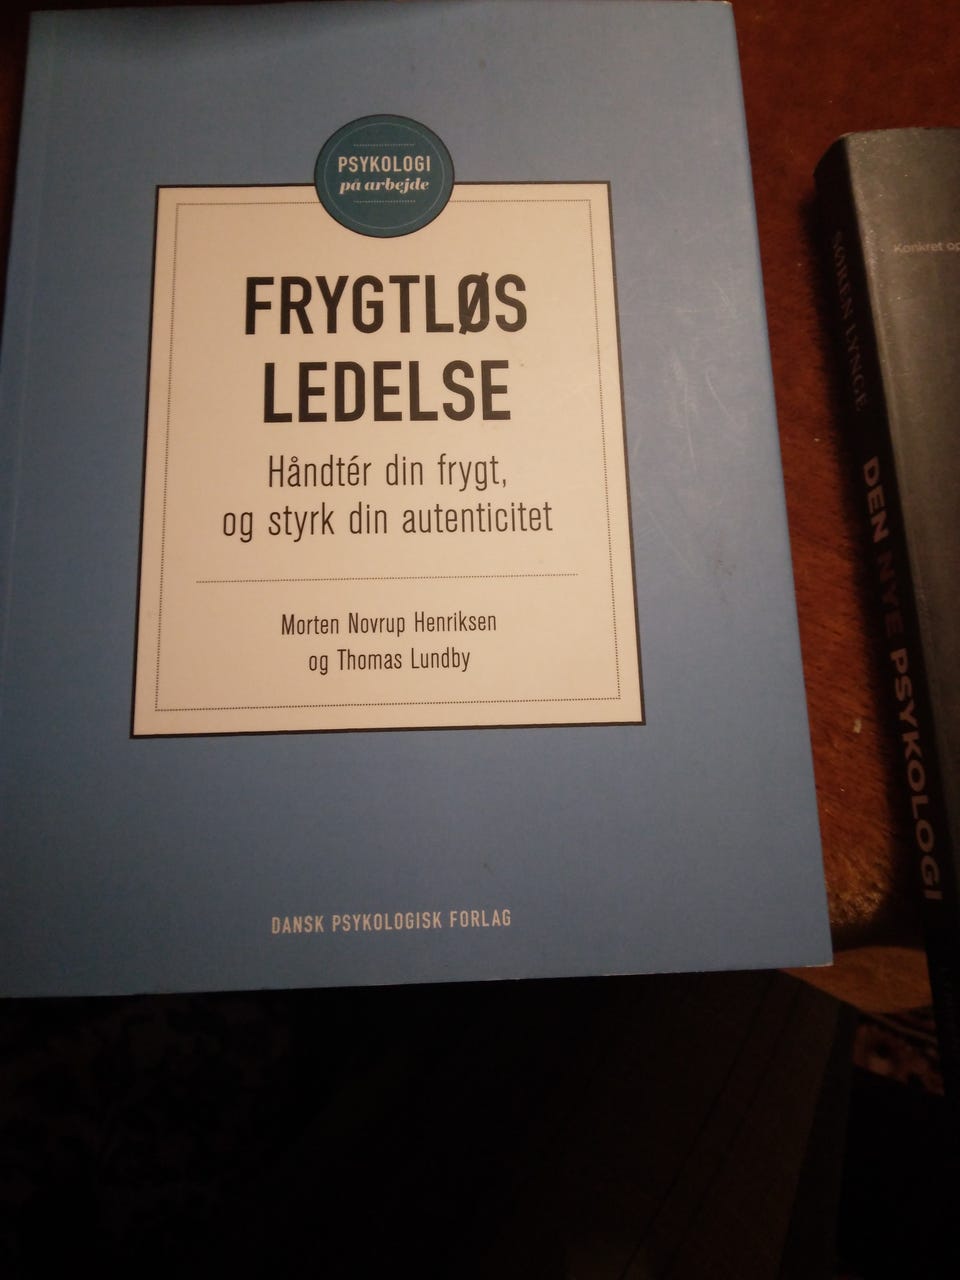 PSYKOLOGI
på arbejde
FRYGTLØS
LEDELSE
Håndtér din frygt,
og styrk din autenticitet
Morten Novrup Henriksen
og Thomas Lundby
DANSK PSYKOLOGISK FORLAG
SØREN LYNGE
DEN NYE PSYKOLOGI
Konkret